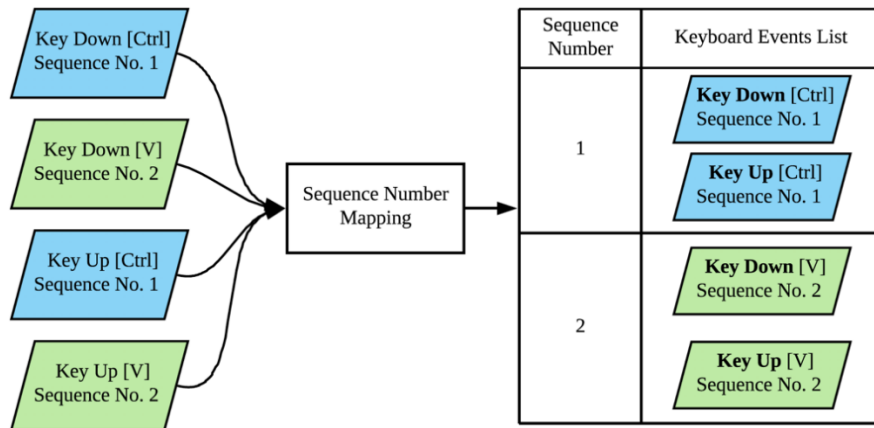 Key Down [Ctrl]
Sequence No. 1
Key Down [V]
Sequence No. 2
Key Up [Ctrl]
Sequence No. 1
Key Up [V]
Sequence No. 2
Sequence Number
Mapping
Sequence
Number
Keyboard Events List
1
Key Down [Ctrl]
Sequence No. 1
Key Up [Ctrl]
Sequence No. 1
2
Key Down [V]
Sequence No. 2
Key Up [V]
Sequence No. 2